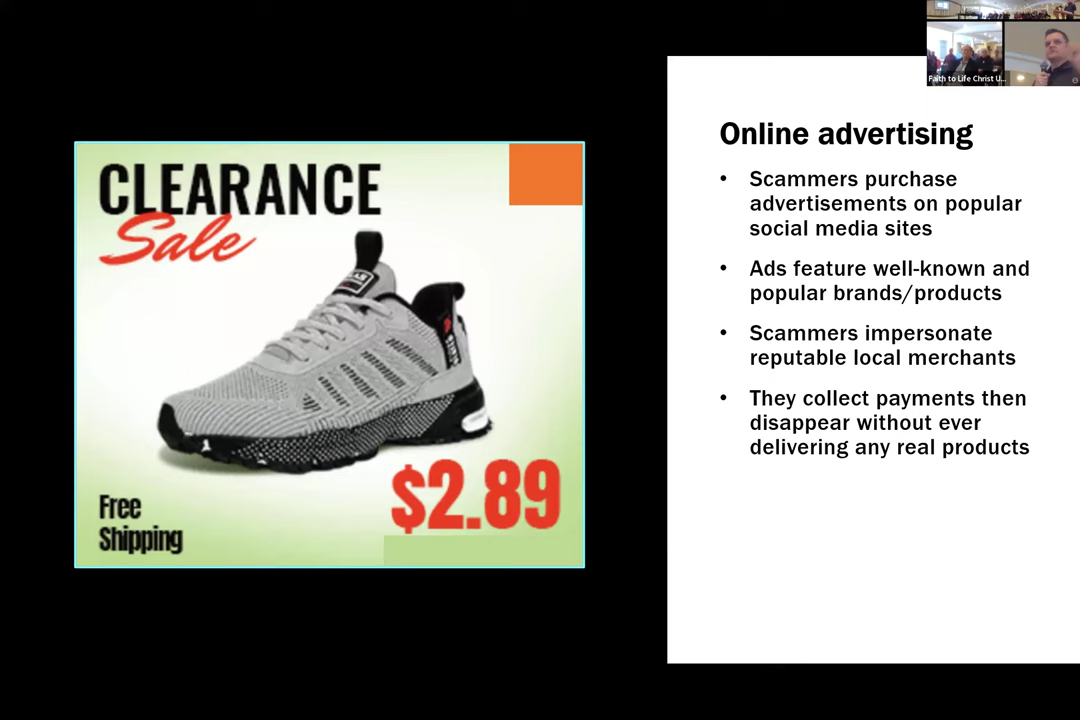 Faith to Life Christ U...
CLEARANCE
Sale
$2.89
Free
Shipping
Online advertising
• Scammers purchase
advertisements on popular
social media sites
• Ads feature well-known and
popular brands/products
• Scammers impersonate
reputable local merchants
• They collect payments then
disappear without ever
delivering any real products